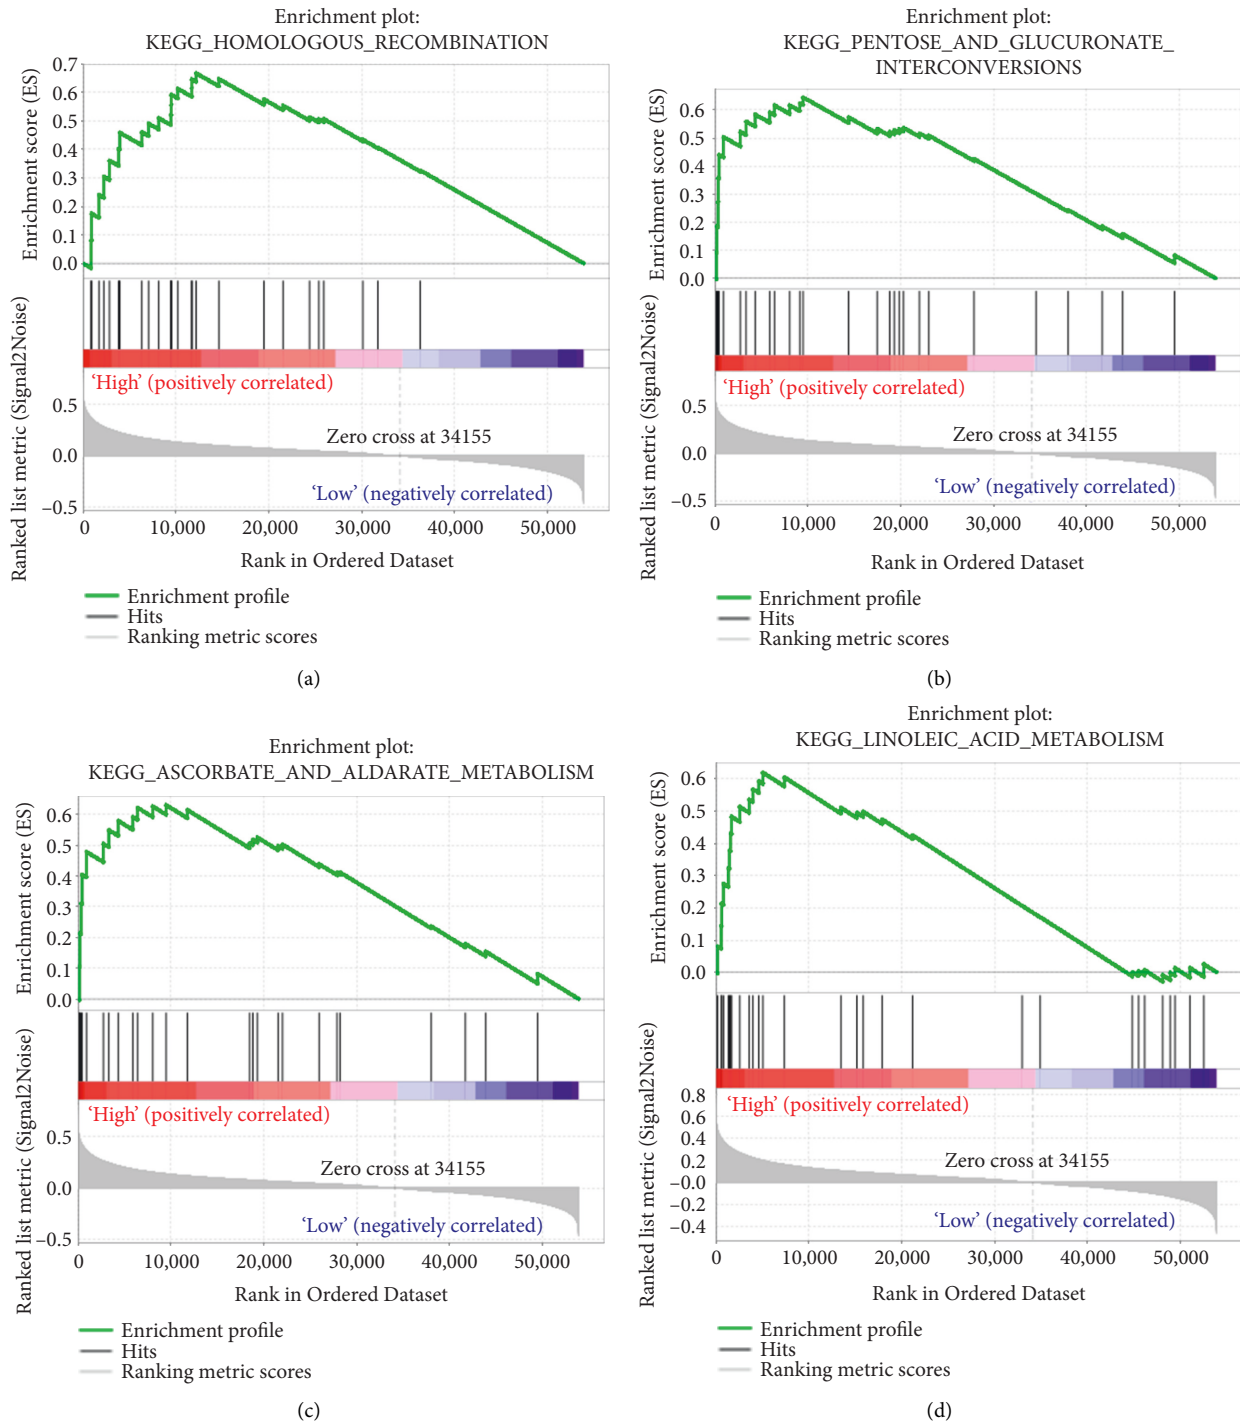 Enrichment plot:
KEGG_HOMOLOGOUS_RECOMBINATION
Enrichment score (ES)
0.7
0.6
0.5
0.4
0.3
0.2
0.1
0.0
Ranked list metric (Signal2Noise)
‘High’ (positively correlated)
0.5
0.0
−0.5
Zero cross at 34155
‘Low’ (negatively correlated)
0 10,000 20,000 30,000 40,000 50,000
Rank in Ordered Dataset
Enrichment profile
Hits
Ranking metric scores
(a)
Enrichment plot:
KEGG_PENTOSE_AND_GLUCURONATE_
INTERCONVERSIONS
Enrichment score (ES)
0.6
0.5
0.4
0.3
0.2
0.1
0.0
Ranked list metric (Signal2Noise)
‘High’ (positively correlated)
0.5
0.0
−0.5
Zero cross at 34155
‘Low’ (negatively correlated)
0 10,000 20,000 30,000 40,000 50,000
Rank in Ordered Dataset
Enrichment profile
Hits
Ranking metric scores
(b)
Enrichment plot:
KEGG_ASCORBATE_AND_ALDARATE_METABOLISM
Enrichment score (ES)
0.6
0.5
0.4
0.3
0.2
0.1
0.0
Ranked list metric (Signal2Noise)
‘High’ (positively correlated)
0.5
0.0
−0.5
Zero cross at 34155
‘Low’ (negatively correlated)
0 10,000 20,000 30,000 40,000 50,000
Rank in Ordered Dataset
Enrichment profile
Hits
Ranking metric scores
(c)
Enrichment plot:
KEGG_LINOLEIC_ACID_METABOLISM
Enrichment score (ES)
0.6
0.5
0.4
0.3
0.2
0.1
0.0
Ranked list metric (Signal2Noise)
‘High’ (positively correlated)
0.8
0.6
0.4
0.2
−0.0
−0.2
−0.4
Zero cross at 34155
‘Low’ (negatively correlated)
0 10,000 20,000 30,000 40,000 50,000
Rank in Ordered Dataset
Enrichment profile
Hits
Ranking metric scores
(d)